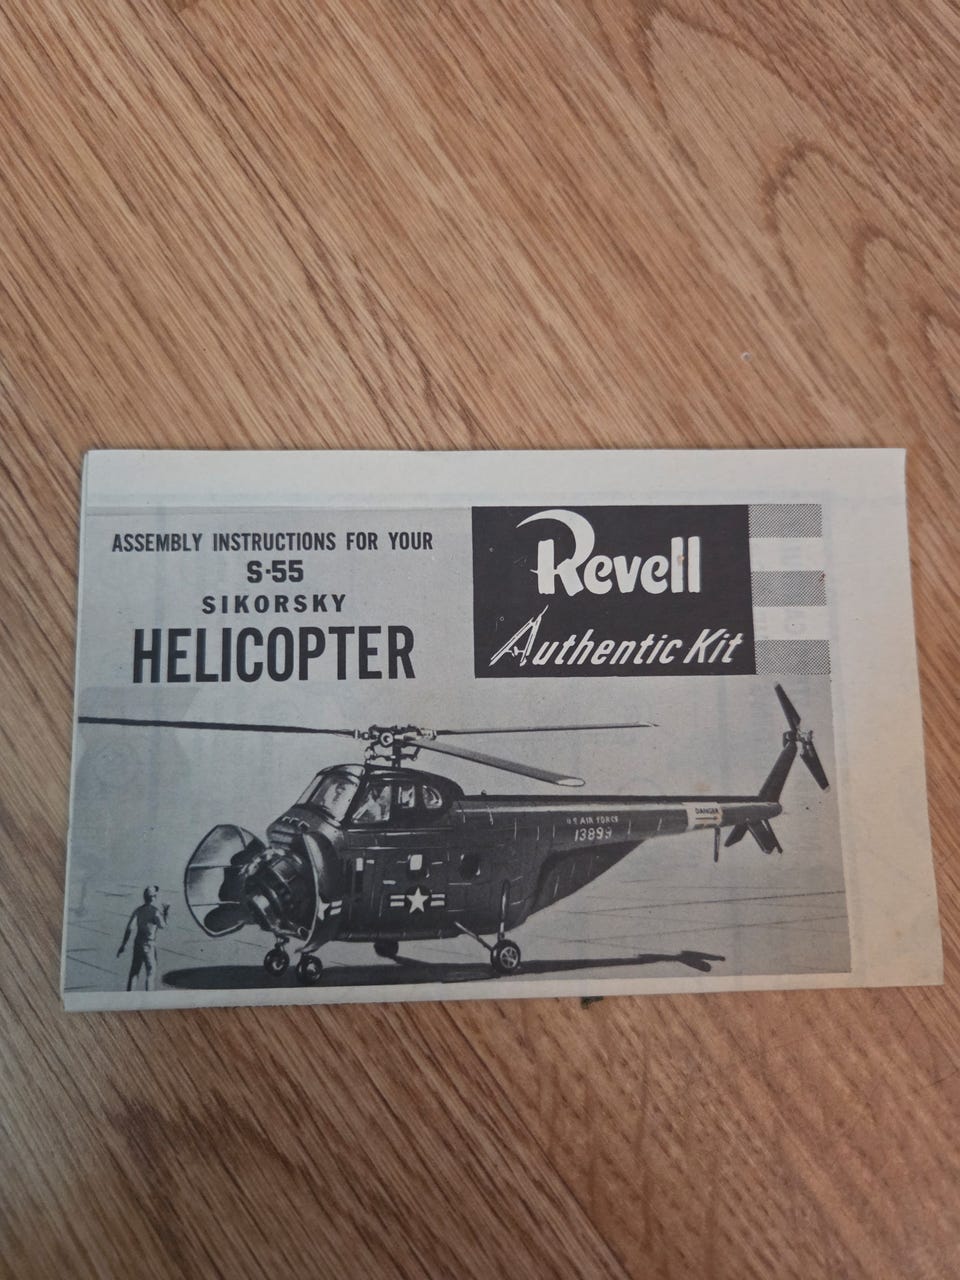 ASSEMBLY INSTRUCTIONS FOR YOUR
S-55
SIKORSKY
HELICOPTER
Revell
Authentic Kit
U S AIR FORCE
13899
DANGER